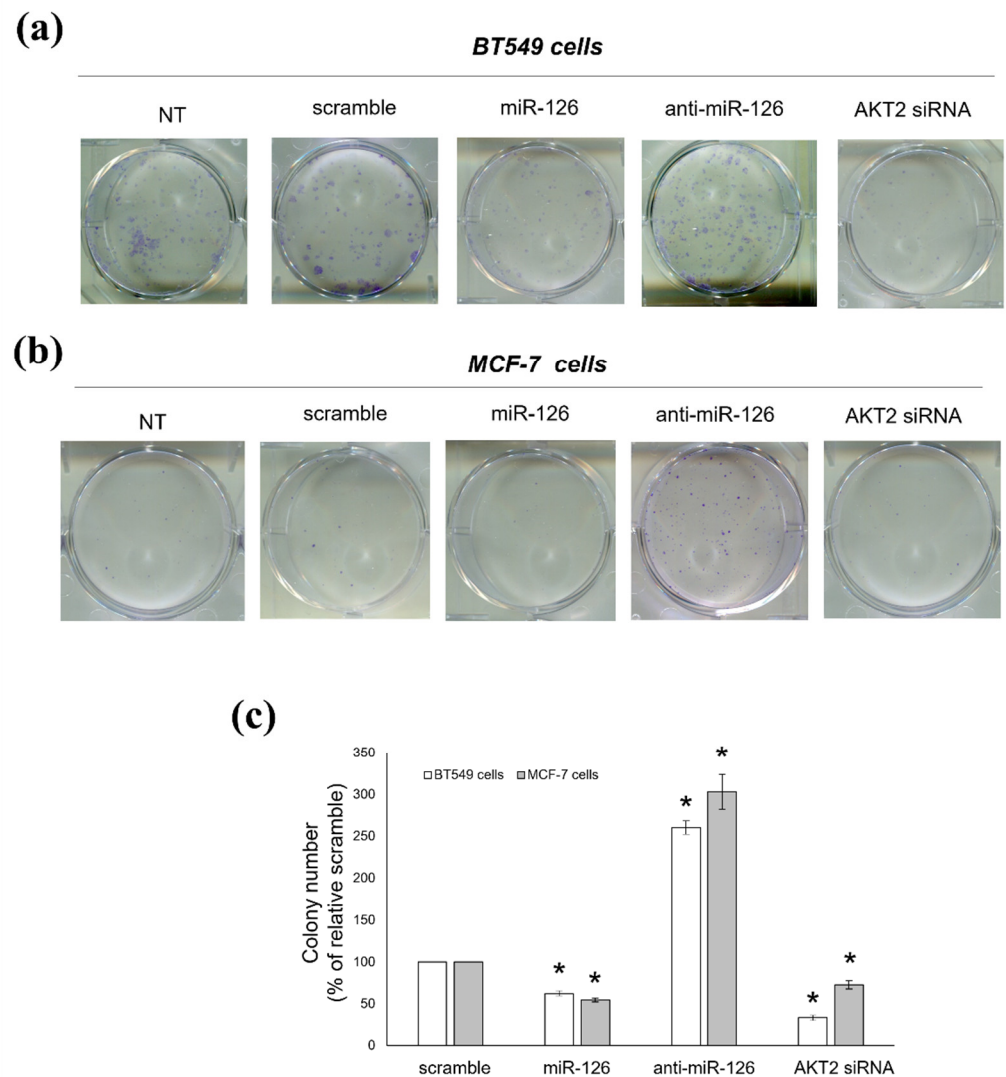 (a)
BT549 cells
NT scramble miR-126 anti-miR-126 AKT2 siRNA
(b)
MCF-7 cells
NT scramble miR-126 anti-miR-126 AKT2 siRNA
(c)
Colony number
(% of relative scramble)
350
300
250
200
150
100
50
0
BT549 cells MCF-7 cells
*
*
*
*
*
*
scramble miR-126 anti-miR-126 AKT2 siRNA